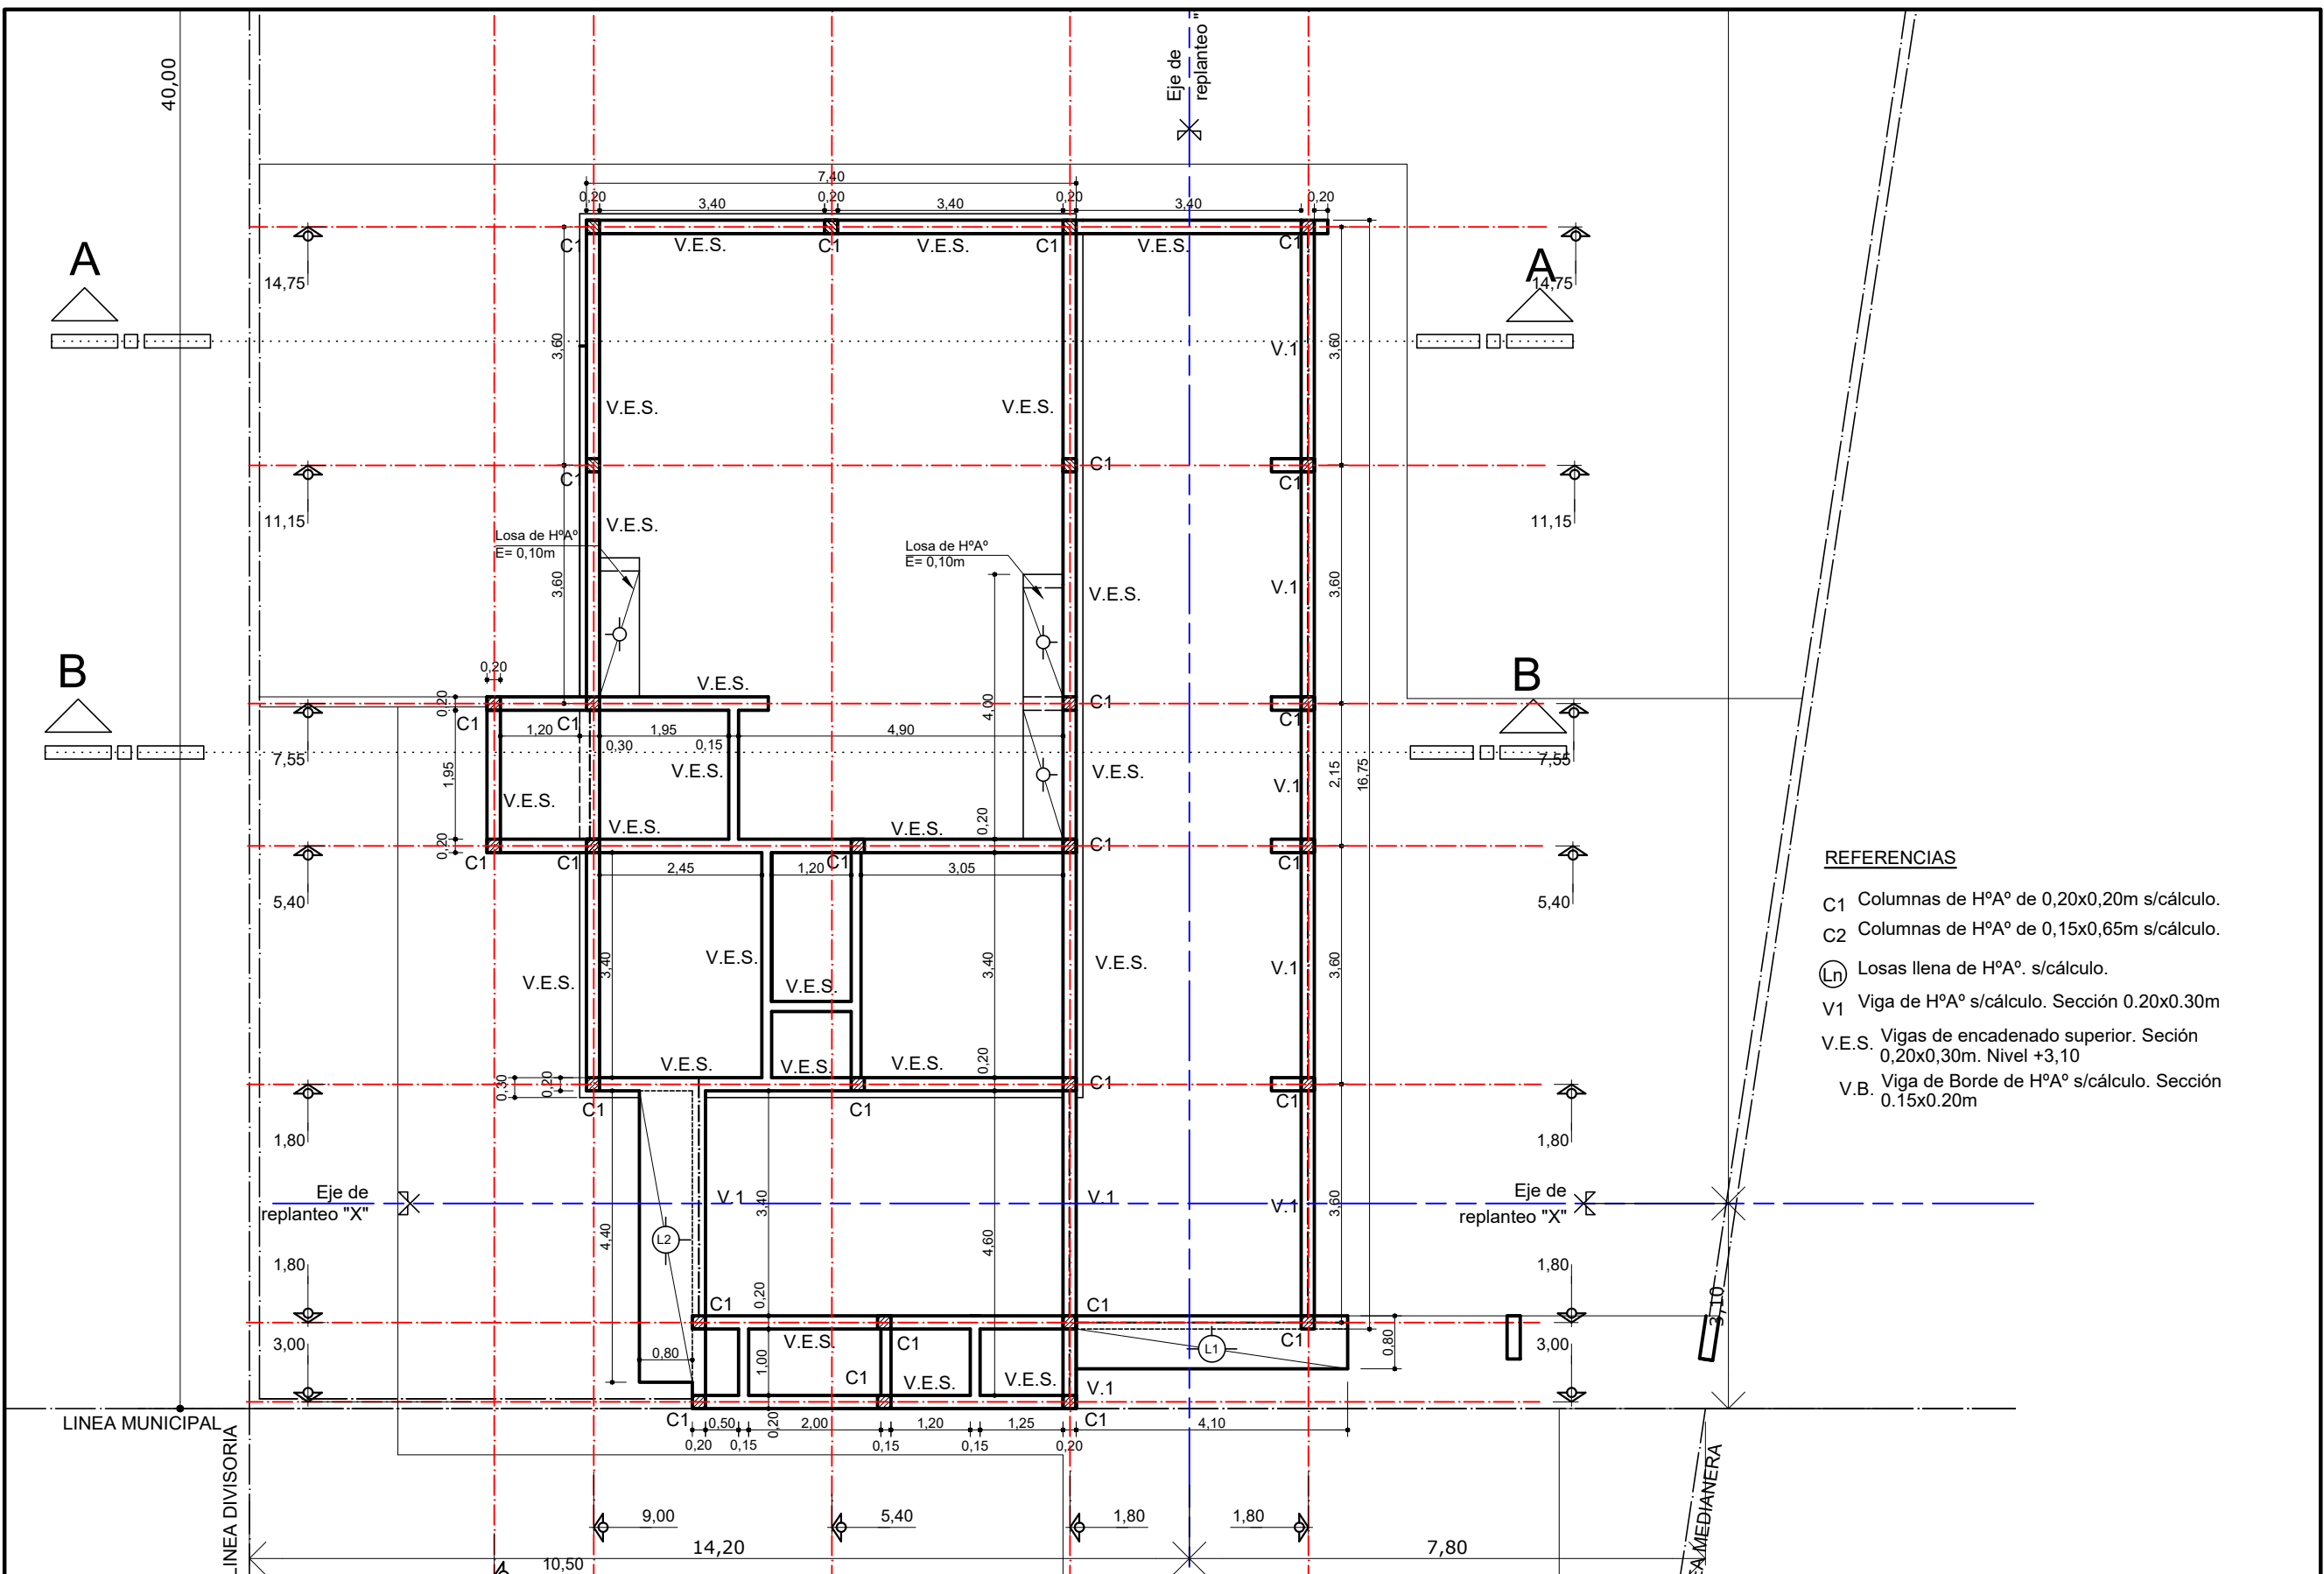 40,00
Eje de
replanteo "
7,40
0,20
0,20
0,20
0,20
3,40
3,40
3,40
C1
V.E.S.
C1
V.E.S.
C1
V.E.S.
C1
A
A
14,75
14,75
3,60
V.1
3,60
V.E.S.
V.E.S.
C1
C1
C1
11,15
11,15
V.E.S.
Losa de HºAº
E= 0,10m
Losa de HºAº
E= 0,10m
3,60
V.E.S.
V.1
3,60
B
B
0,20
V.E.S.
0,20
4,00
C1
C1
C1
C1
1,20
0,30
1,95
0,15
4,90
7,55
7,55
1,95
V.E.S.
V.E.S.
V.1
2,15
16,75
V.E.S.
V.E.S.
V.E.S.
0,20
0,20
C1
C1
C1
C1
C1
2,45
1,20
3,05
5,40
5,40
REFERENCIAS
C1 Columnas de HºAº de 0,20x0,20m s/cálculo.
C2 Columnas de HºAº de 0,15x0,65m s/cálculo.
Ln Losas llena de HºAº. s/cálculo.
V1 Viga de HºAº s/cálculo. Sección 0.20x0.30m
V.E.S. Vigas de encadenado superior. Seción
0,20x0,30m. Nivel +3,10
V.B. Viga de Borde de HºAº s/cálculo. Sección
0.15x0.20m
3,40
V.E.S.
3,40
V.E.S.
V.1
3,60
V.E.S.
V.E.S.
V.E.S.
V.E.S.
V.E.S.
0,20
0,30
0,20
C1
C1
C1
C1
1,80
1,80
Eje de
replanteo "X"
V.1
3,40
V.1
V.1
3,60
Eje de
replanteo "X"
4,40
L2
4,60
1,80
1,80
0,20
C1
C1
3,10
3,00
0,80
1,00
V.E.S.
C1
L1
C1
0,80
3,00
C1
V.E.S.
V.E.S.
V.1
LINEA MUNICIPAL
C1
0,50
0,20
2,00
1,20
1,25
C1
4,10
0,20
0,15
0,15
0,15
0,20
LINEA DIVISORIA
A MEDIANERA
9,00
5,40
1,80
1,80
14,20
7,80
10,50